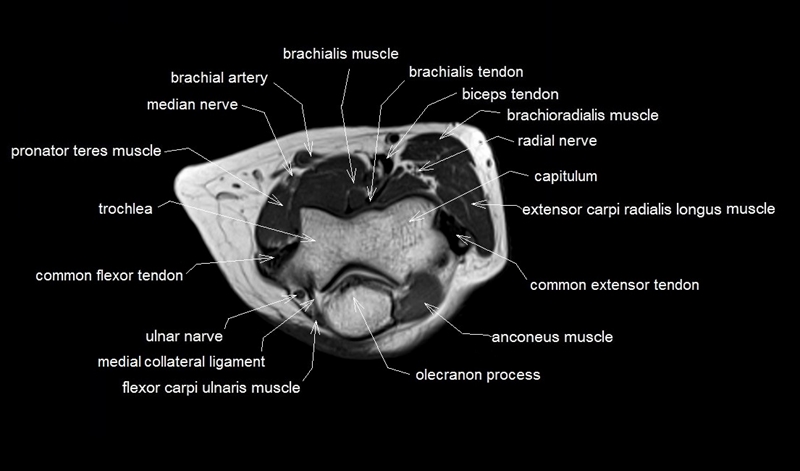 brachialis muscle
brachial artery
brachialis tendon
median nerve
biceps tendon
brachioradialis muscle
pronator teres muscle
radial nerve
capitulum
trochlea
extensor carpi radialis longus muscle
common flexor tendon
common extensor tendon
ulnar narve
anconeus muscle
medial collateral ligament
olecranon process
flexor carpi ulnaris muscle